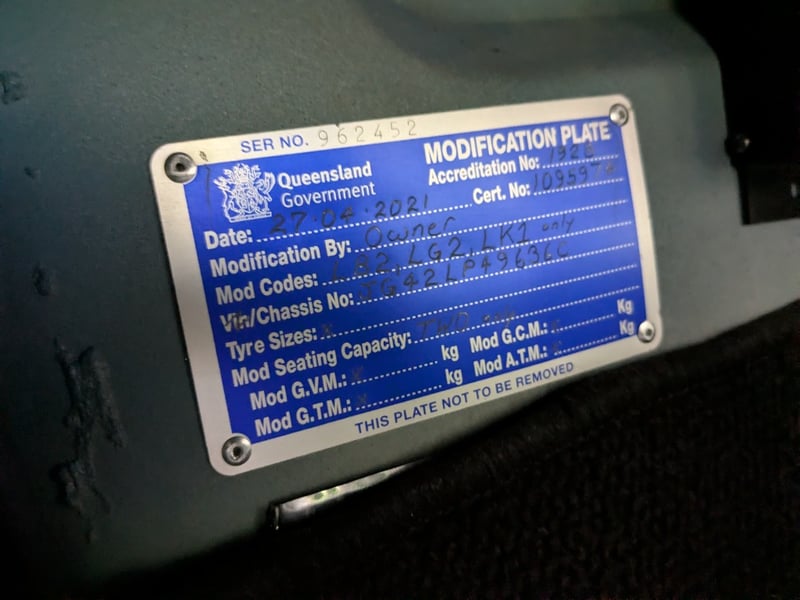 SER NO. 962452
Queensland
Government
MODIFICATION PLATE
Accreditation No:
Cert. No:
Date: 27.04.2021
Modification By: Owner
Mod Codes: LB2, LG2, LK1 only
Vin/Chassis No:
Tyre Sizes: x
Mod Seating Capacity: TWO only
Mod G.V.M.: x kg Mod G.C.M.: x Kg
Mod G.T.M.: x kg Mod A.T.M.: x Kg
THIS PLATE NOT TO BE REMOVED